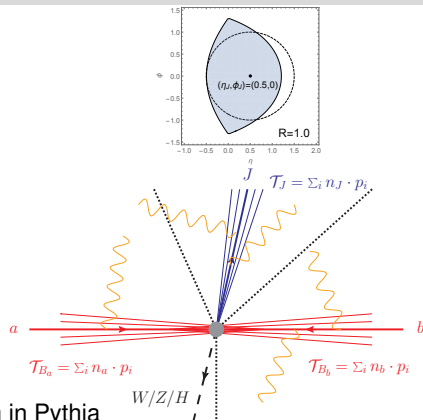 1.5
1.0
0.5
0.0
-0.5
-1.0
-1.5
ϕ
(η_J,ϕ_J)=(0.5,0)
R=1.0
-1.0 -0.5 0.0 0.5 1.0 1.5 2.0
η
J
𝒯_J = Σ_i n_J · p_i
a
b
𝒯_{B_a} = Σ_i n_a · p_i
𝒯_{B_b} = Σ_i n_b · p_i
W/Z/H
in Pythia